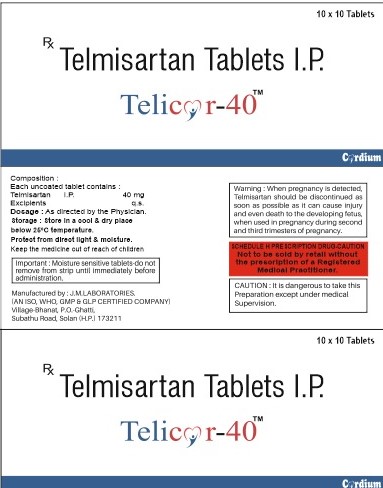 10 x 10 Tablets
Rx Telmisartan Tablets I.P.
Telicor-40™
Cordium
Composition :
Each uncoated tablet contains :
Telmisartan I.P. 40 mg
Excipients q.s.
Dosage : As directed by the Physician.
Storage : Store in a cool & dry place
below 25ºC temperature.
Protect from direct light & moisture.
Keep the medicine out of reach of children
Important : Moisture sensitive tablets-do not
remove from strip until immediately before
administration.
Manufactured by : J.M.LABORATORIES.
(AN ISO, WHO, GMP & GLP CERTIFIED COMPANY)
Village-Bhanat, P.O.-Ghatti,
Subathu Road, Solan (H.P.) 173211
Warning : When pregnancy is detected,
Telmisartan should be discontinued as
soon as possible as it can cause injury
and even death to the developing fetus,
when used in pregnancy during second
and third trimesters of pregnancy.
SCHEDULE H PRESCRIPTION DRUG-CAUTION
Not to be sold by retail without
the prescription of a Registered
Medical Practitioner.
CAUTION : It is dangerous to take this
Preparation except under medical
Supervision.
10 x 10 Tablets
Rx Telmisartan Tablets I.P.
Telicor-40™
Cordium